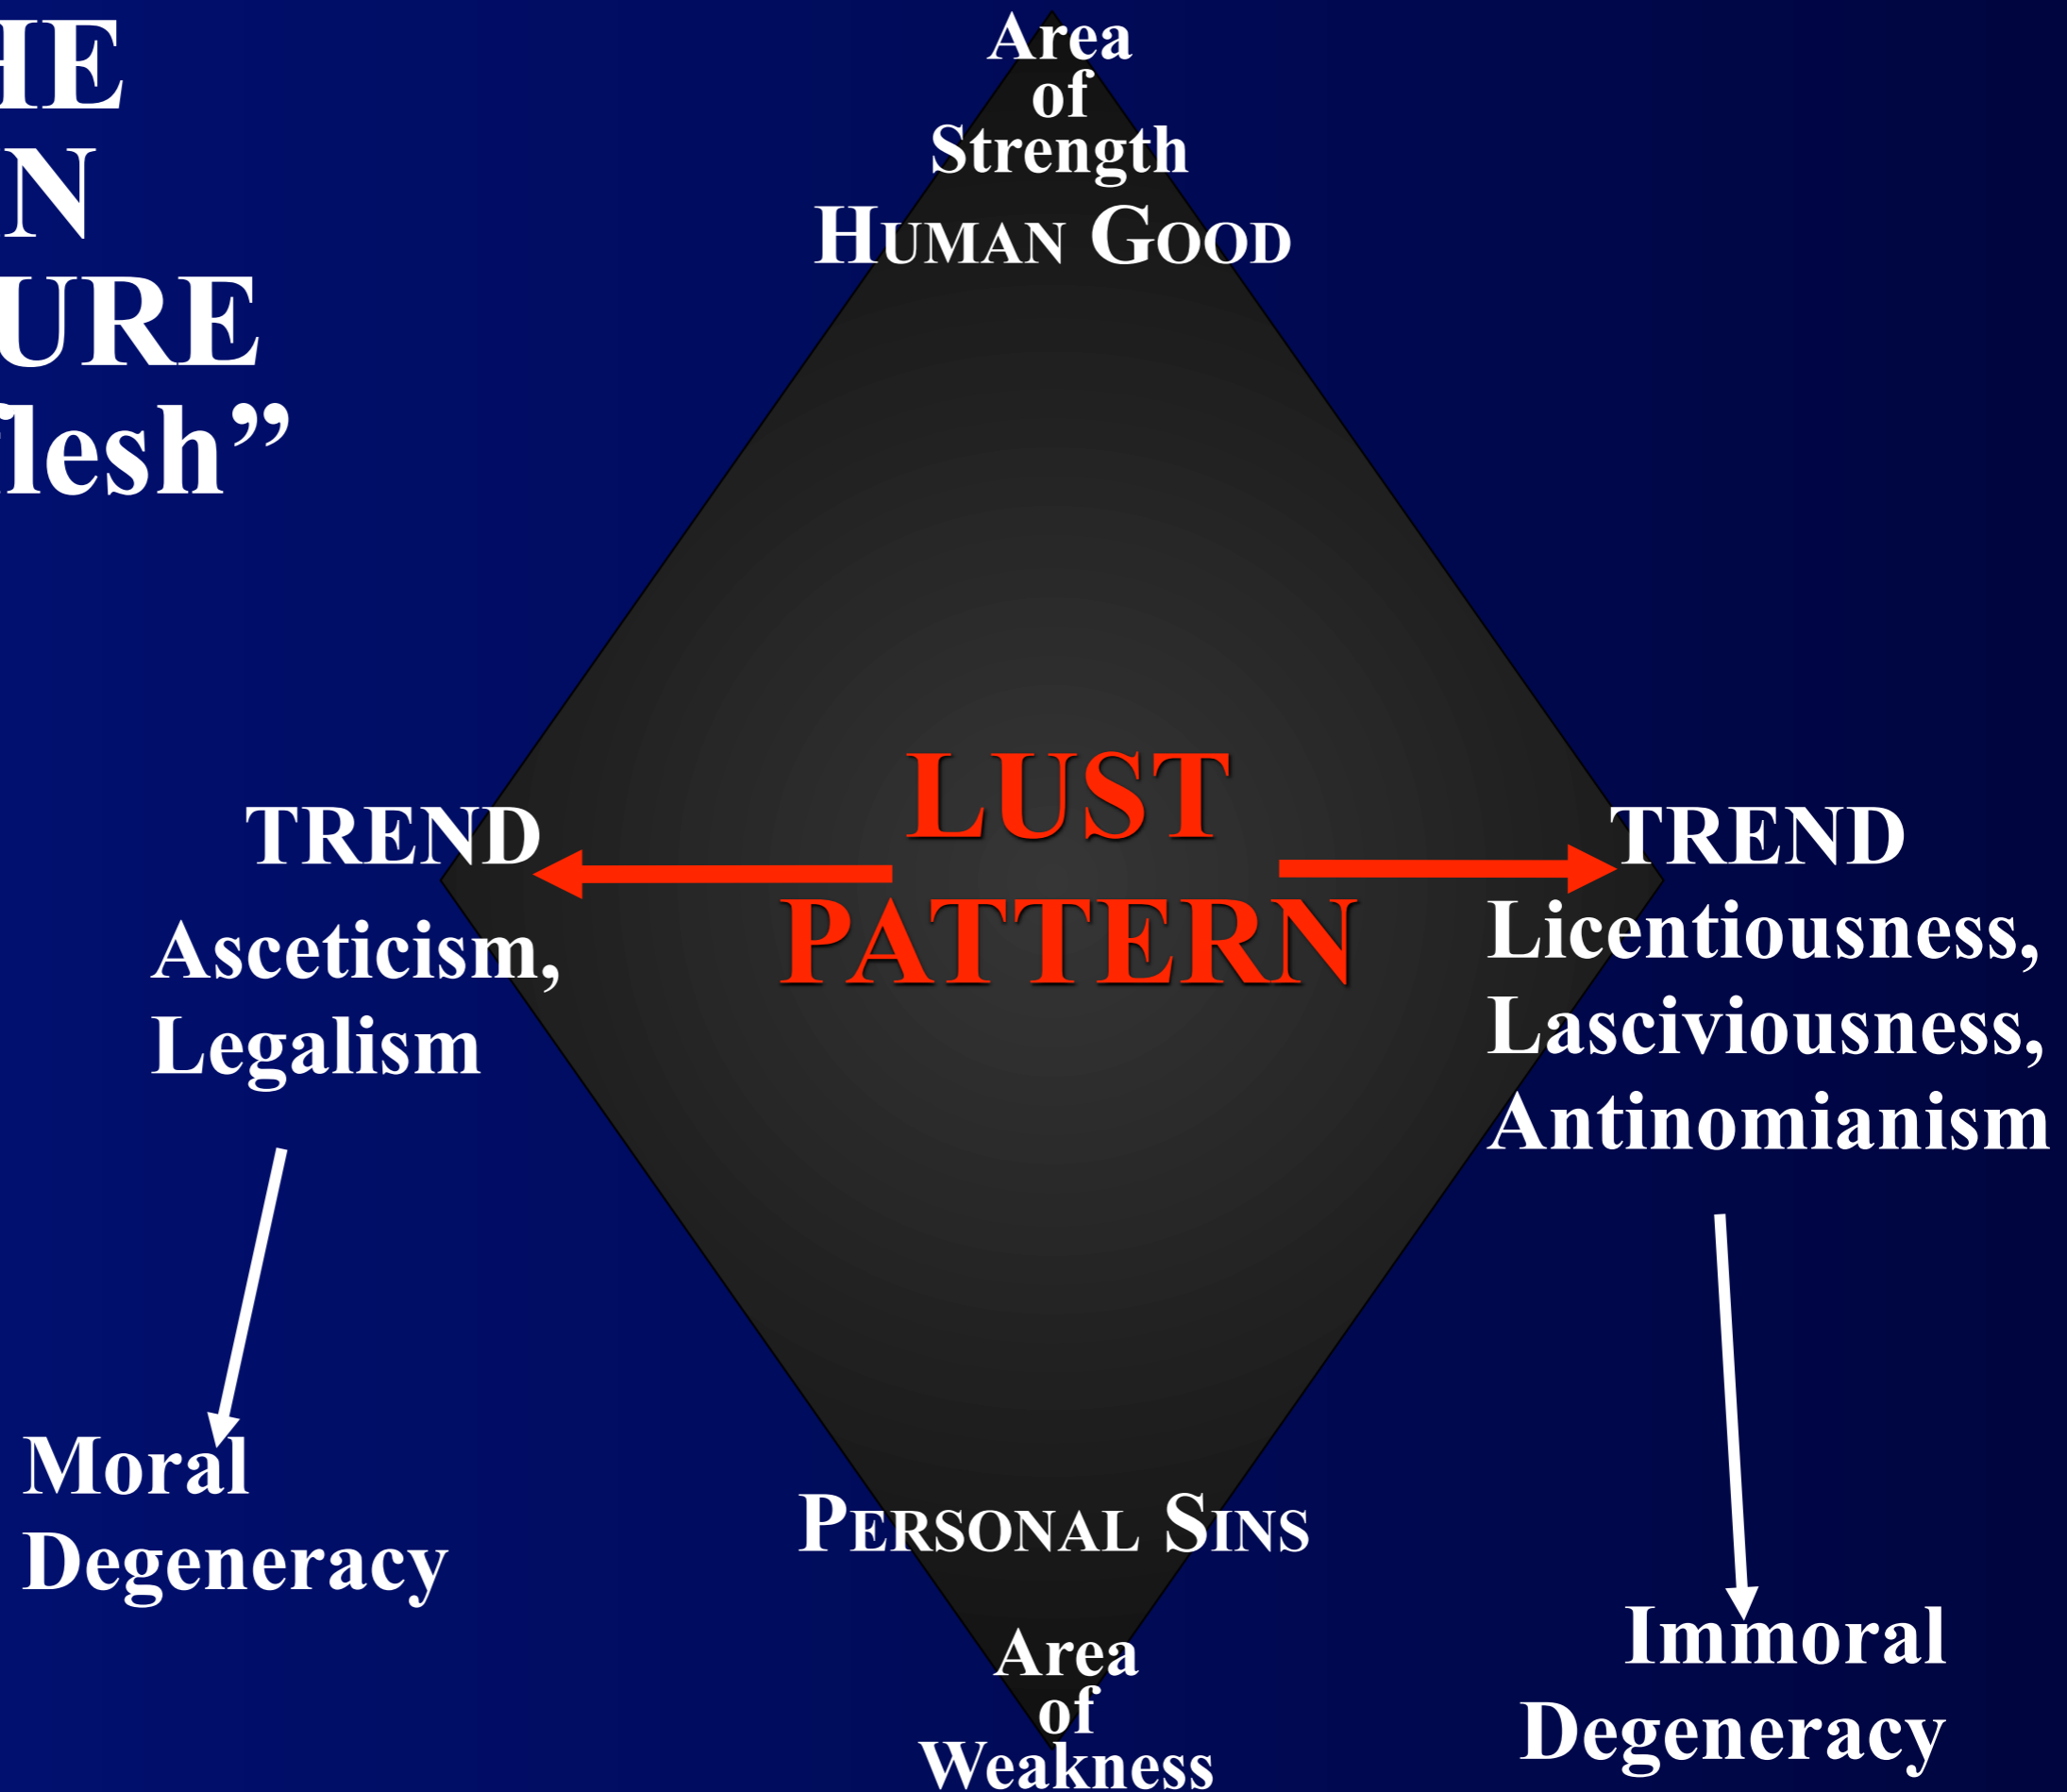 HE
N
URE
flesh”
Area
of
Strength
HUMAN GOOD
LUST
PATTERN
TREND
Asceticism,
Legalism
TREND
Licentiousness,
Lasciviousness,
Antinomianism
Moral
Degeneracy
PERSONAL SINS
Area
of
Weakness
Immoral
Degeneracy